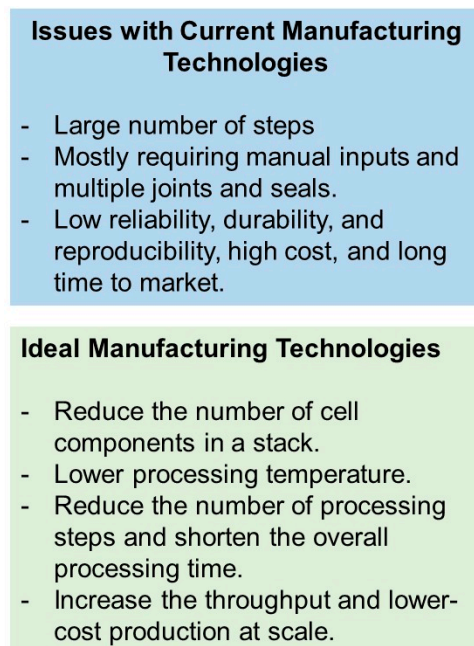 Issues with Current Manufacturing
Technologies
- Large number of steps
- Mostly requiring manual inputs and
multiple joints and seals.
- Low reliability, durability, and
reproducibility, high cost, and long
time to market.
Ideal Manufacturing Technologies
- Reduce the number of cell
components in a stack.
- Lower processing temperature.
- Reduce the number of processing
steps and shorten the overall
processing time.
- Increase the throughput and lower-
cost production at scale.